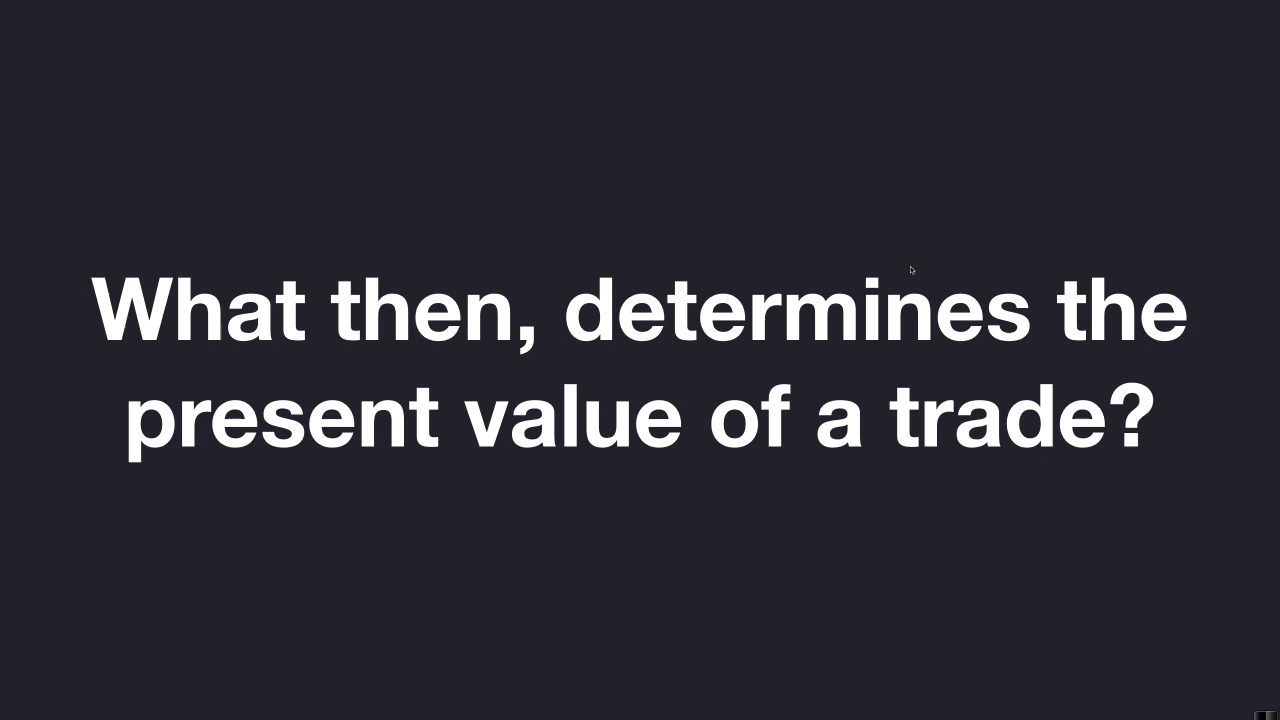 What then, determines the
present value of a trade?